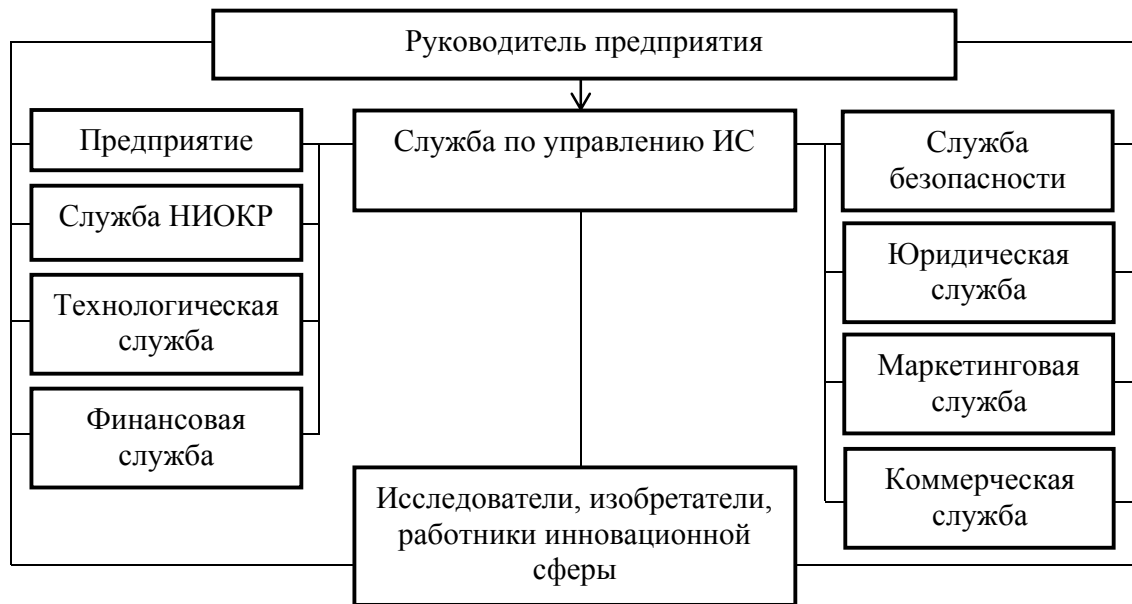 Руководитель предприятия
Предприятие
Служба НИОКР
Технологическая
служба
Финансовая
служба
Служба по управлению ИС
Исследователи, изобретатели,
работники инновационной
сферы
Служба
безопасности
Юридическая
служба
Маркетинговая
служба
Коммерческая
служба